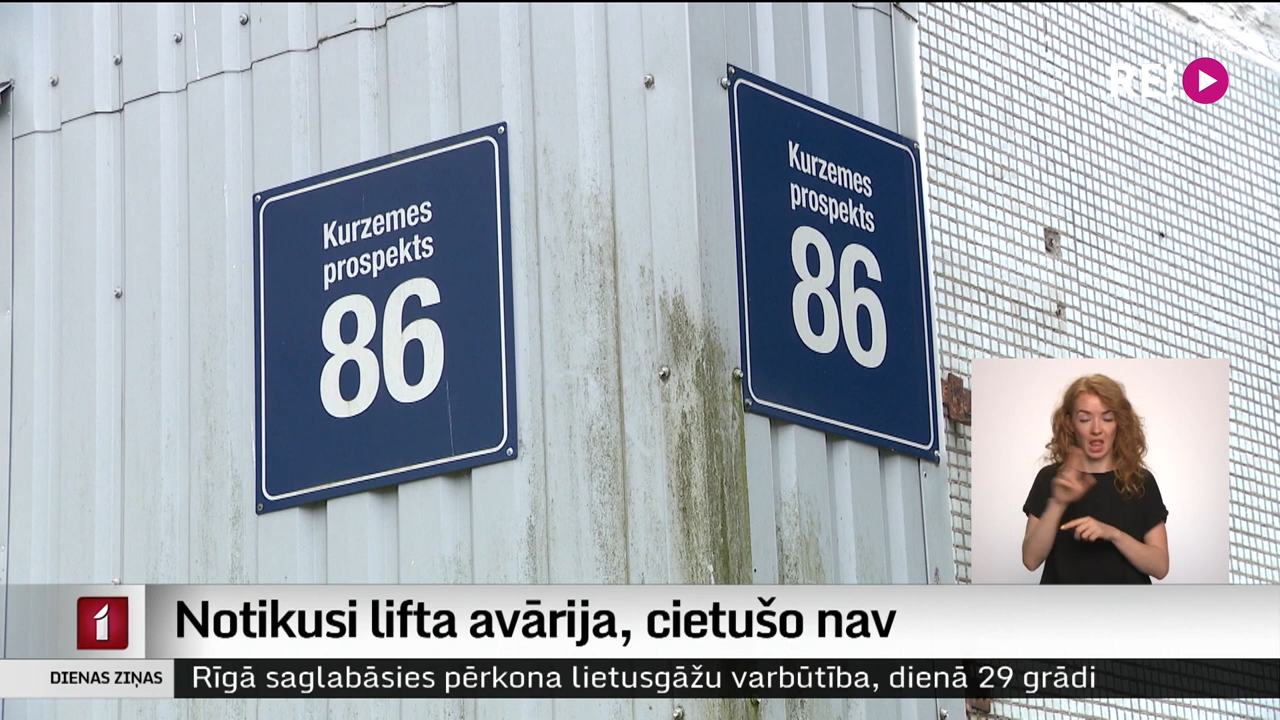 REI
Kurzemes
prospekts
86
Kurzemes
prospekts
86
1
Notikusi lifta avārija, cietušo nav
DIENAS ZIŅAS
Rīgā saglabāsies pērkona lietusgāžu varbūtība, dienā 29 grādi